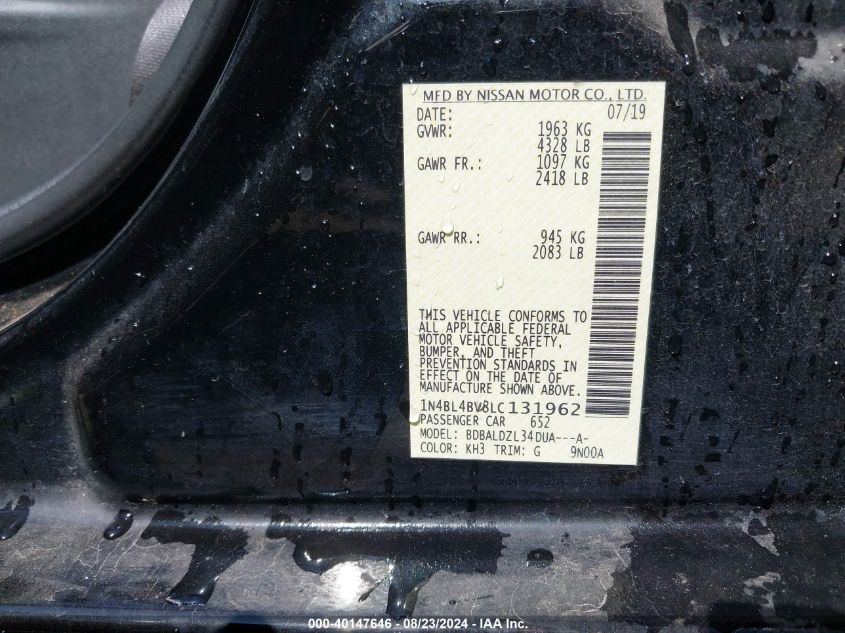 MFD BY NISSAN MOTOR CO., LTD.
DATE: 07/19
GVWR: 1963 KG
4328 LB
GAWR FR.: 1097 KG
2418 LB
GAWR RR.: 945 KG
2083 LB
THIS VEHICLE CONFORMS TO
ALL APPLICABLE FEDERAL
MOTOR VEHICLE SAFETY,
BUMPER, AND THEFT
PREVENTION STANDARDS IN
EFFECT ON THE DATE OF
MANUFACTURE SHOWN ABOVE.
1N4BL4BV8LC131962
PASSENGER CAR 652
MODEL: BDBALDZL34DUA---A-
COLOR: KH3 TRIM: G 9N00A
000-40147646 - 08/23/2024 - IAA Inc.